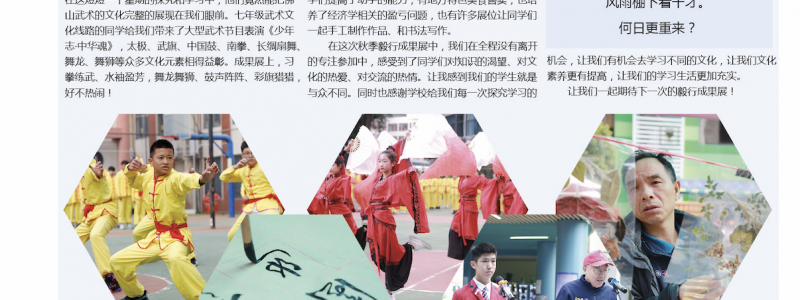 山武术的文化完整的展现在我们眼前。七年级武术文
化线路的同学给我们带来了大型武术节目表演《少年
志·中华魂》，太极、武旗、中国鼓、南拳、长绸扇舞、
舞龙、舞狮等众多文化元素相得益彰。成果展上，习
拳练武、水袖盈芳，舞龙舞狮、鼓声阵阵，彩旗猎猎，
好不热闹！
养了经济学相关的盈亏问题，也有许多展位让同学们
一起手工制作作品、和书法写作。
在这次秋季毅行成果展中，我们在全程没有离开
的专注参加中，感受到了同学们对知识的渴望、对文
化的热爱、对交流的热情。让我感到我们的学生就是
与众不同。同时也感谢学校给我们每一次探究学习的
风雨棚下看千才。
何日更重来？
机会，让我们有机会去学习不同的文化，让我们文化
素养更有提高，让我们的学习生活更加充实。
让我们一起期待下一次的毅行成果展！